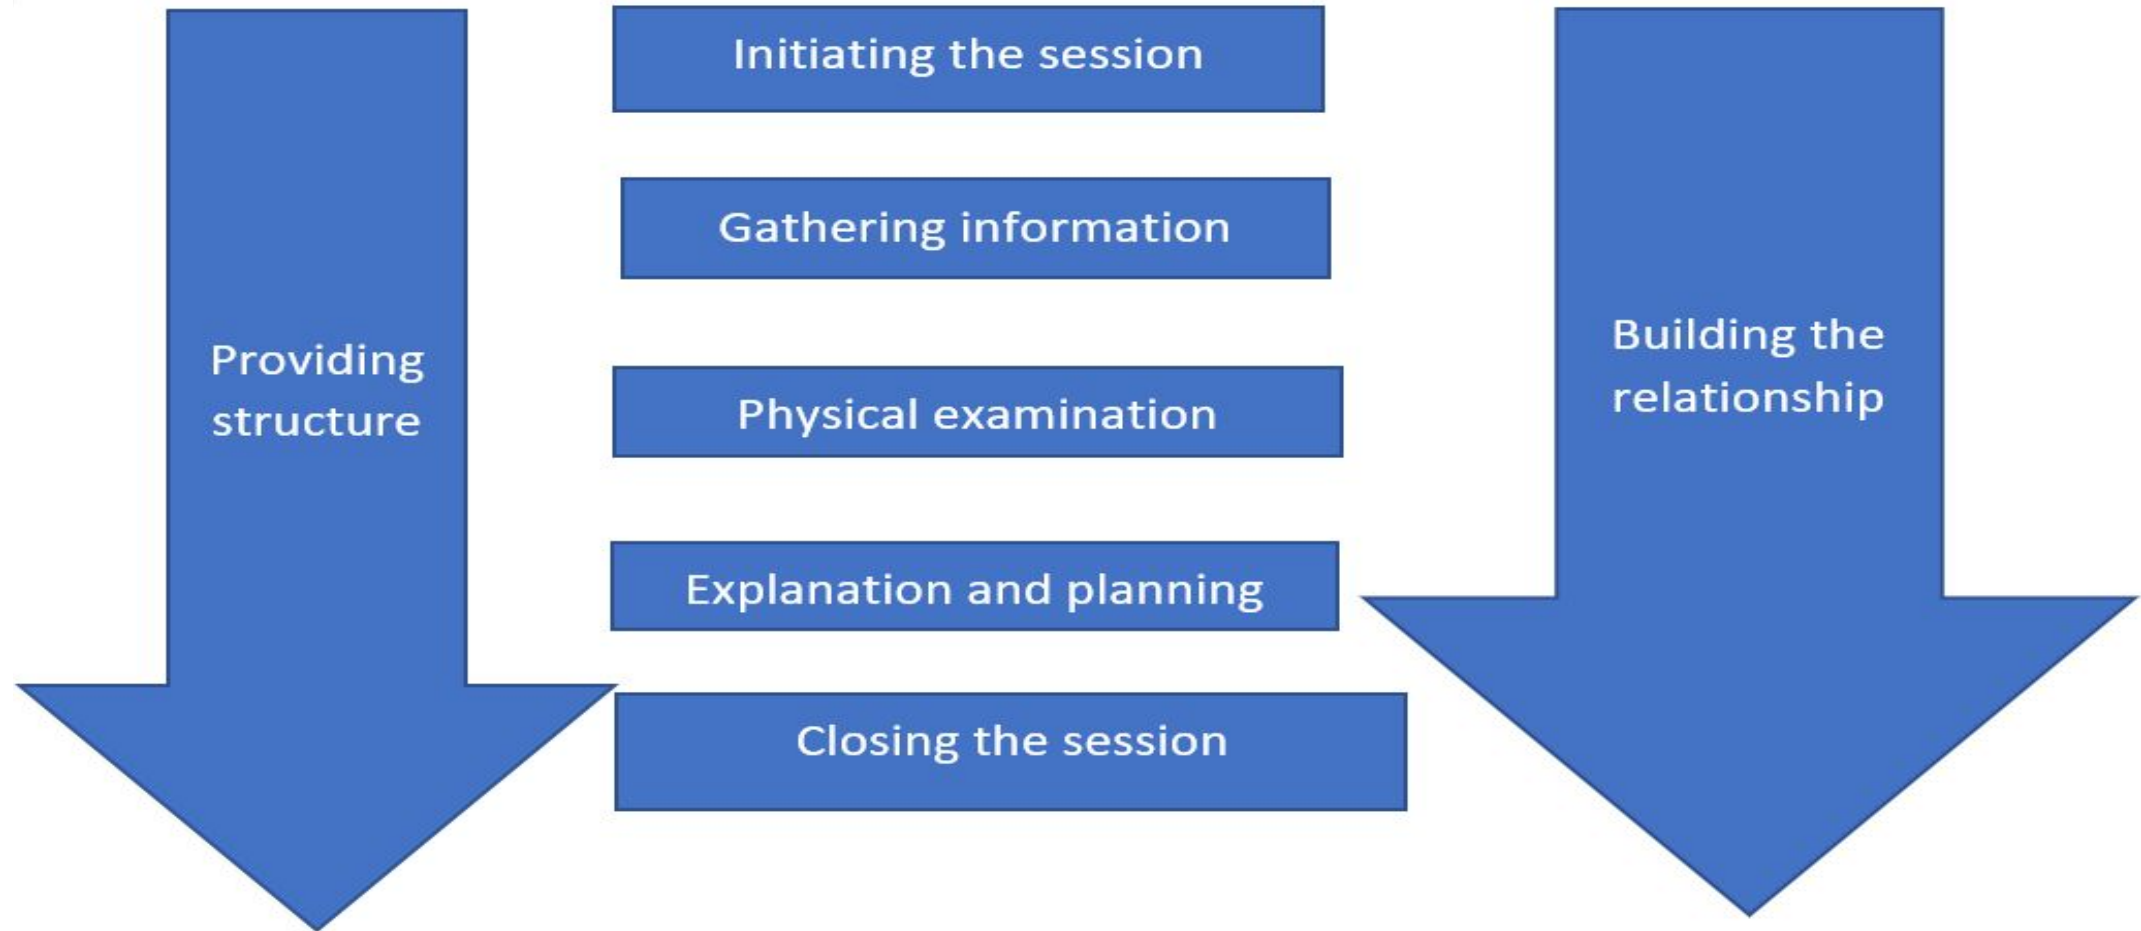 Providing
structure
Initiating the session
Gathering information
Physical examination
Explanation and planning
Closing the session
Building the
relationship